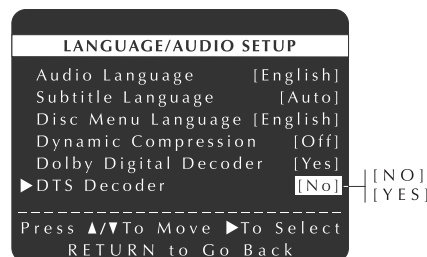 LANGUAGE/AUDIO SETUP
Audio Language [English]
Subtitle Language [Auto]
Disc Menu Language [English]
Dynamic Compression [Off]
Dolby Digital Decoder [Yes]
▶DTS Decoder [No]
[NO]
[YES]
Press ▲/▼To Move ▶To Select
RETURN to Go Back